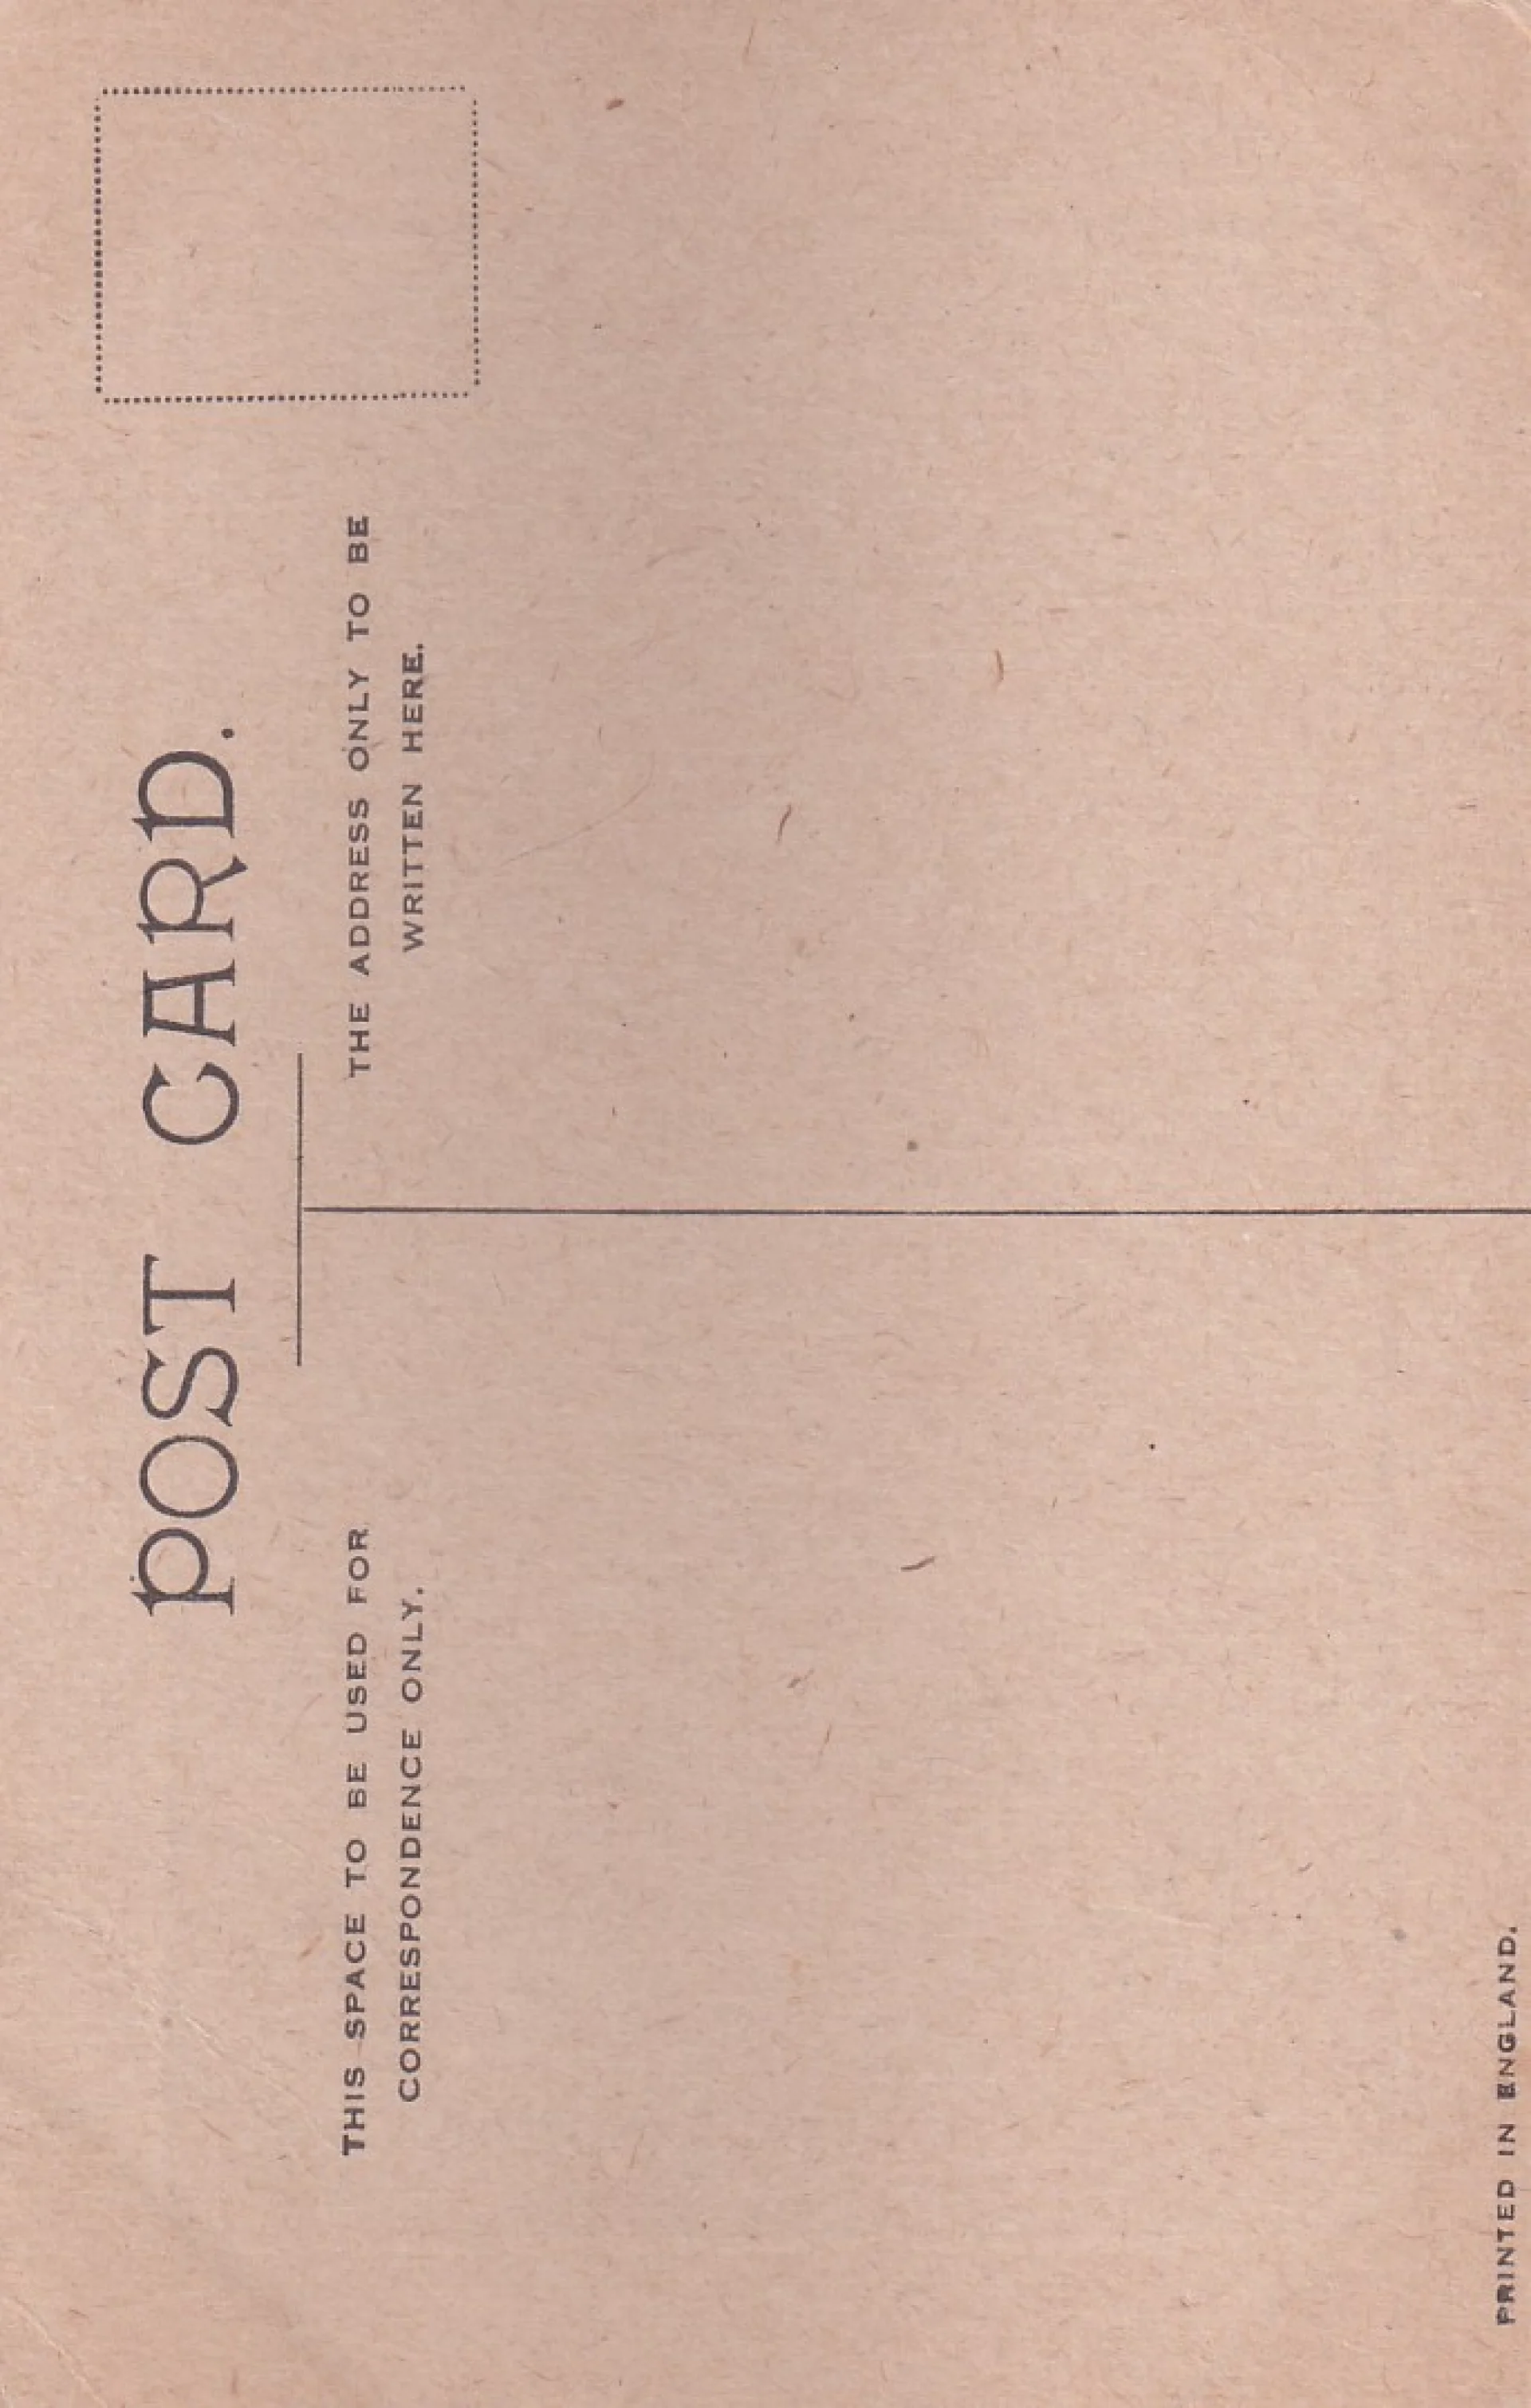 POST CARD.
THIS SPACE TO BE USED FOR
CORRESPONDENCE ONLY.
THE ADDRESS ONLY TO BE
WRITTEN HERE.
PRINTED IN ENGLAND.